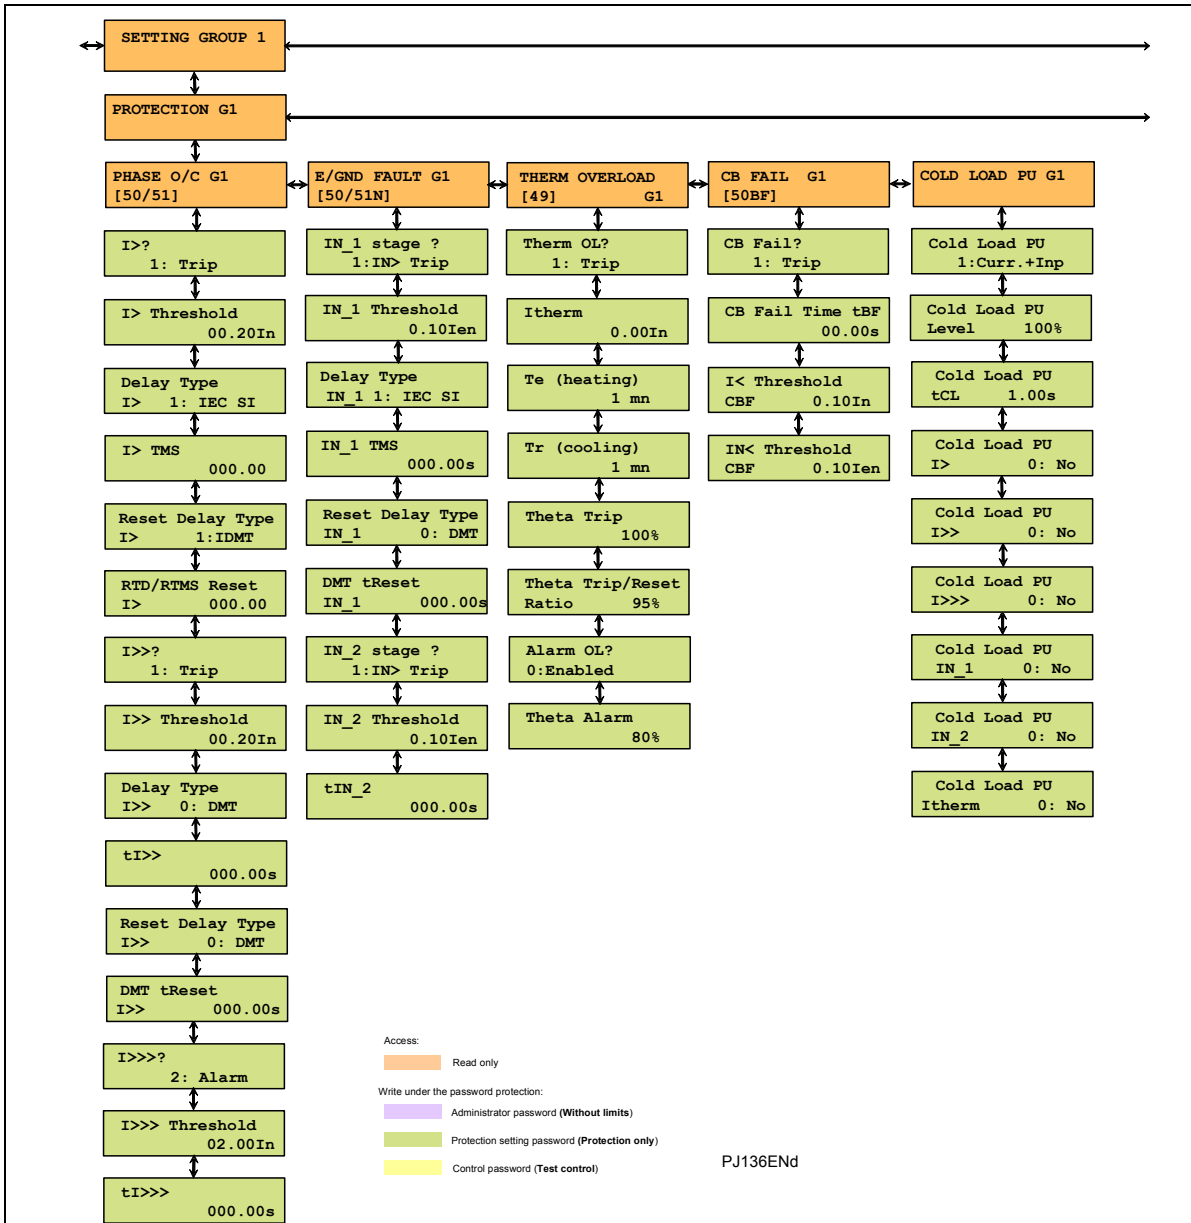 SETTING GROUP 1
PROTECTION G1
PHASE O/C G1
[50/51]
I>?
1: Trip
I> Threshold
00.20In
Delay Type
I> 1: IEC SI
I> TMS
000.00
Reset Delay Type
I> 1:IDMT
RTD/RTMS Reset
I> 000.00
I>>?
1: Trip
I>> Threshold
00.20In
Delay Type
I>> 0: DMT
tI>>
000.00s
Reset Delay Type
I>> 0: DMT
DMT tReset
I>> 000.00s
I>>>?
2: Alarm
I>>> Threshold
02.00In
tI>>>
000.00s
E/GND FAULT G1
[50/51N]
IN_1 stage ?
1:IN> Trip
IN_1 Threshold
0.10Ien
Delay Type
IN_1 1: IEC SI
IN_1 TMS
000.00s
Reset Delay Type
IN_1 0: DMT
DMT tReset
IN_1 000.00s
IN_2 stage ?
1:IN> Trip
IN_2 Threshold
0.10Ien
tIN_2
000.00s
THERM OVERLOAD
[49] G1
Therm OL?
1: Trip
Itherm
0.00In
Te (heating)
1 mn
Tr (cooling)
1 mn
Theta Trip
100%
Theta Trip/Reset
Ratio 95%
Alarm OL?
0:Enabled
Theta Alarm
80%
CB FAIL G1
[50BF]
CB Fail?
1: Trip
CB Fail Time tBF
00.00s
I< Threshold
CBF 0.10In
IN< Threshold
CBF 0.10Ien
COLD LOAD PU G1
Cold Load PU
1:Curr.+Inp
Cold Load PU
Level 100%
Cold Load PU
tCL 1.00s
Cold Load PU
I> 0: No
Cold Load PU
I>> 0: No
Cold Load PU
I>>> 0: No
Cold Load PU
IN_1 0: No
Cold Load PU
IN_2 0: No
Cold Load PU
Itherm 0: No
Access:
Read only
Write under the password protection:
Administrator password (Without limits)
Protection setting password (Protection only)
Control password (Test control)
PJ136ENd